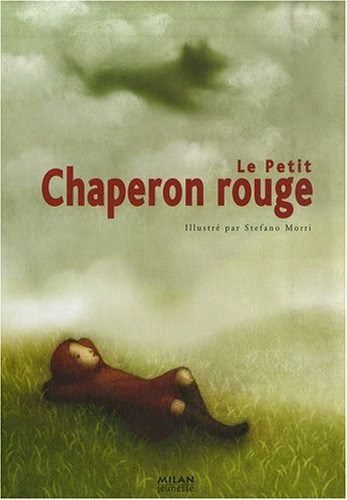 Le Petit
Chaperon rouge
Illustré par Stefano Morri
MILAN
jeunesse